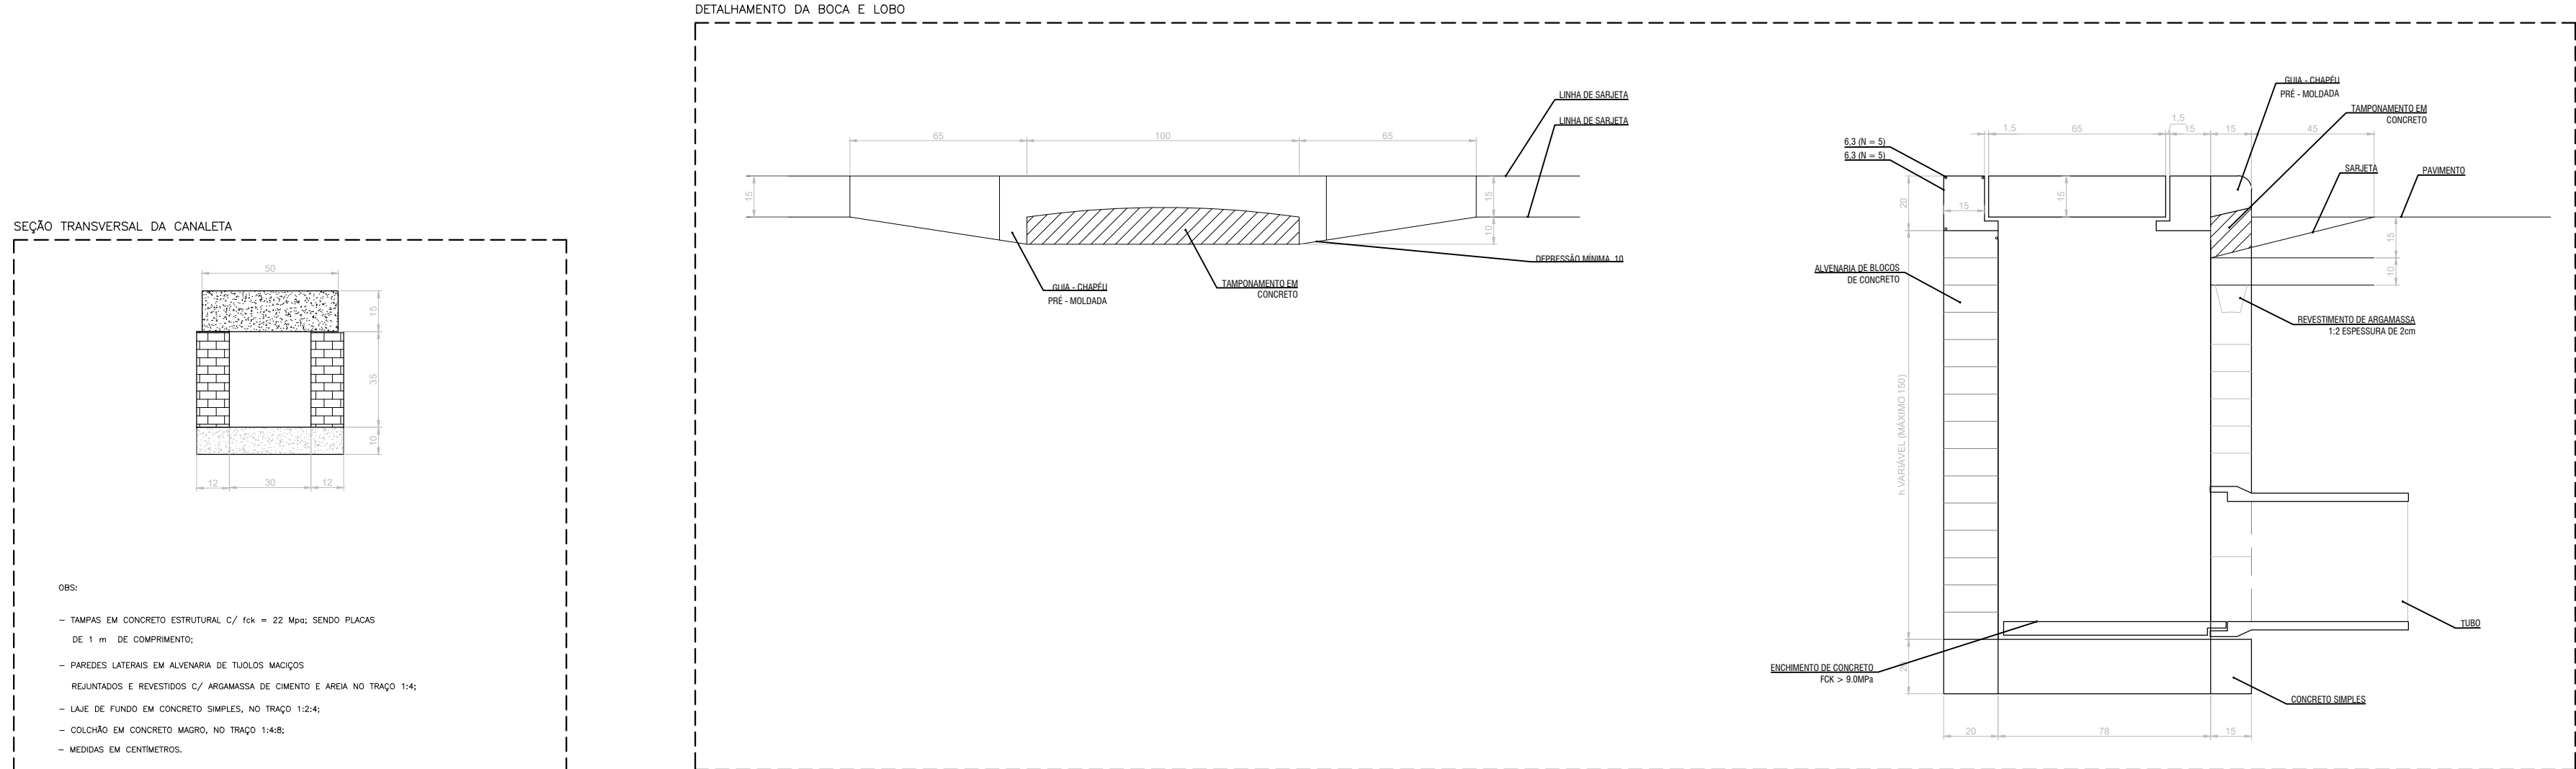 DETALHAMENTO DA BOCA E LOBO
SEÇÃO TRANSVERSAL DA CANALETA
50
15
35
10
12
30
12
OBS:
– TAMPAS EM CONCRETO ESTRUTURAL C/ fck = 22 Mpa; SENDO PLACAS
DE 1 m DE COMPRIMENTO;
– PAREDES LATERAIS EM ALVENARIA DE TIJOLOS MACIÇOS
REJUNTADOS E REVESTIDOS C/ ARGAMASSA DE CIMENTO E AREIA NO TRAÇO 1:4;
– LAJE DE FUNDO EM CONCRETO SIMPLES, NO TRAÇO 1:2:4;
– COLCHÃO EM CONCRETO MAGRO, NO TRAÇO 1:4:8;
– MEDIDAS EM CENTÍMETROS.
LINHA DE SARJETA
LINHA DE SARJETA
65
100
65
15
15
10
DEPRESSÃO MÍNIMA 10
GUIA - CHAPÉU
PRÉ - MOLDADA
TAMPONAMENTO EM
CONCRETO
GUIA - CHAPÉU
PRÉ - MOLDADA
TAMPONAMENTO EM
CONCRETO
1,5
65
1,5
15
15
45
6,3 (N = 5)
6,3 (N = 5)
SARJETA
PAVIMENTO
20
15
15
15
10
ALVENARIA DE BLOCOS
DE CONCRETO
REVESTIMENTO DE ARGAMASSA
1:2 ESPESSURA DE 2cm
h VARIÁVEL (MÁXIMO 150)
TUBO
ENCHIMENTO DE CONCRETO
FCK > 9.0MPa
CONCRETO SIMPLES
20
78
15